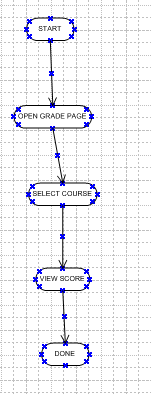 START
OPEN GRADE PAGE
SELECT COURSE
VIEW SCORE
DONE